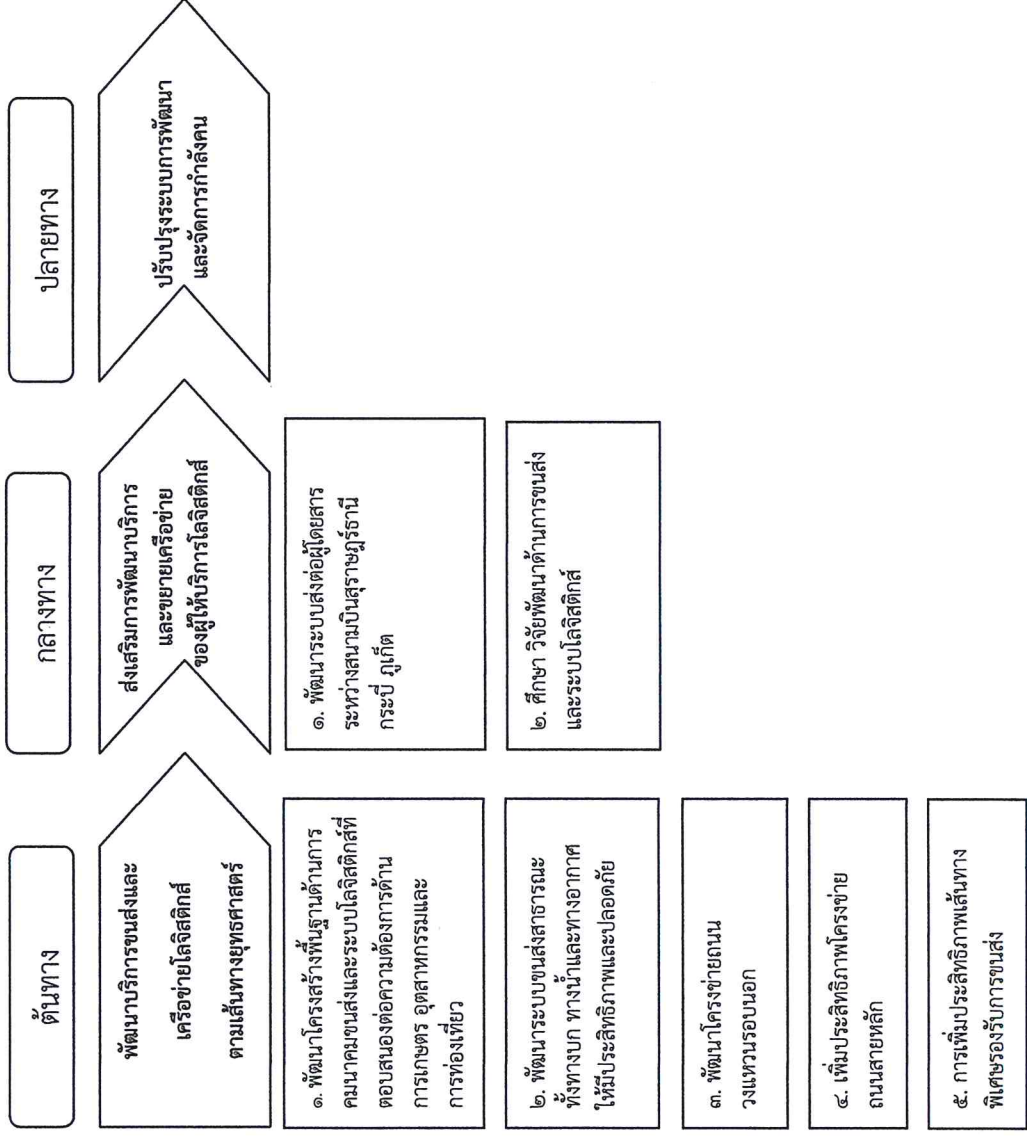 ต้นทาง
กลางทาง
ปลายทาง
พัฒนาบริการขนส่งและ
เครือข่ายโลจิสติกส์
ตามเส้นทางยุทธศาสตร์
ส่งเสริมการพัฒนาบริการ
และขยายเครือข่าย
ของผู้ให้บริการโลจิสติกส์
ปรับปรุงระบบการพัฒนา
และจัดการกำลังคน
๑. พัฒนาโครงสร้างพื้นฐานด้านการ
คมนาคมขนส่งและระบบโลจิสติกส์ที่
ตอบสนองต่อความต้องการด้าน
การเกษตร อุตสาหกรรมและ
การท่องเที่ยว
๒. พัฒนาระบบขนส่งสาธารณะ
ทั้งทางบก ทางน้ำและทางอากาศ
ให้มีประสิทธิภาพและปลอดภัย
๓. พัฒนาโครงข่ายถนน
วงแหวนรอบนอก
๔. เพิ่มประสิทธิภาพโครงข่าย
ถนนสายหลัก
๕. การเพิ่มประสิทธิภาพเส้นทาง
พิเศษรองรับการขนส่ง
๑. พัฒนาระบบส่งต่อผู้โดยสาร
ระหว่างสนามบินสุราษฎร์ธานี
กระบี่ ภูเก็ต
๒. ศึกษา วิจัยพัฒนาด้านการขนส่ง
และระบบโลจิสติกส์